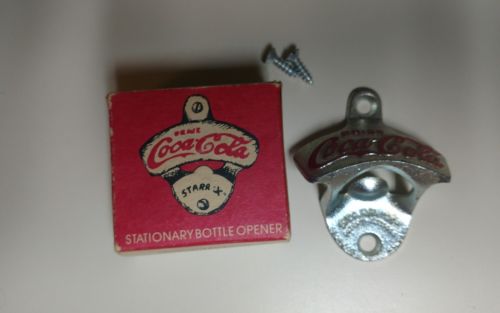 DRINK
Coca-Cola
STARR "X"
STATIONARY BOTTLE OPENER
DRINK
Coca-Cola